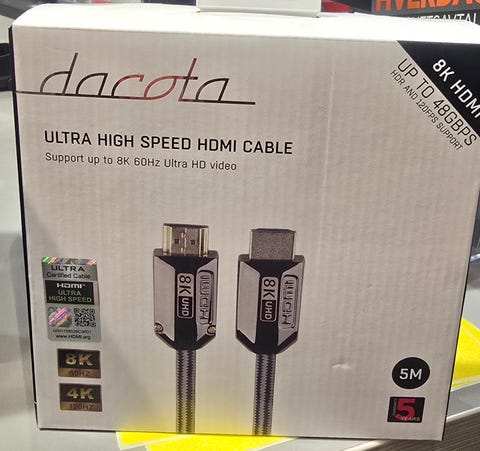 dacota
8K HDMI
UP TO 48GBPS
HDR AND 120FPS SUPPORT
ULTRA HIGH SPEED HDMI CABLE
Support up to 8K 60Hz Ultra HD video
ULTRA
Certified Cable
HDMI
ULTRA
HIGH SPEED
www.HDMI.org
8K UHD
HDMI
8K UHD
HDMI
8K
60HZ
4K
120HZ
5M
5
YEARS